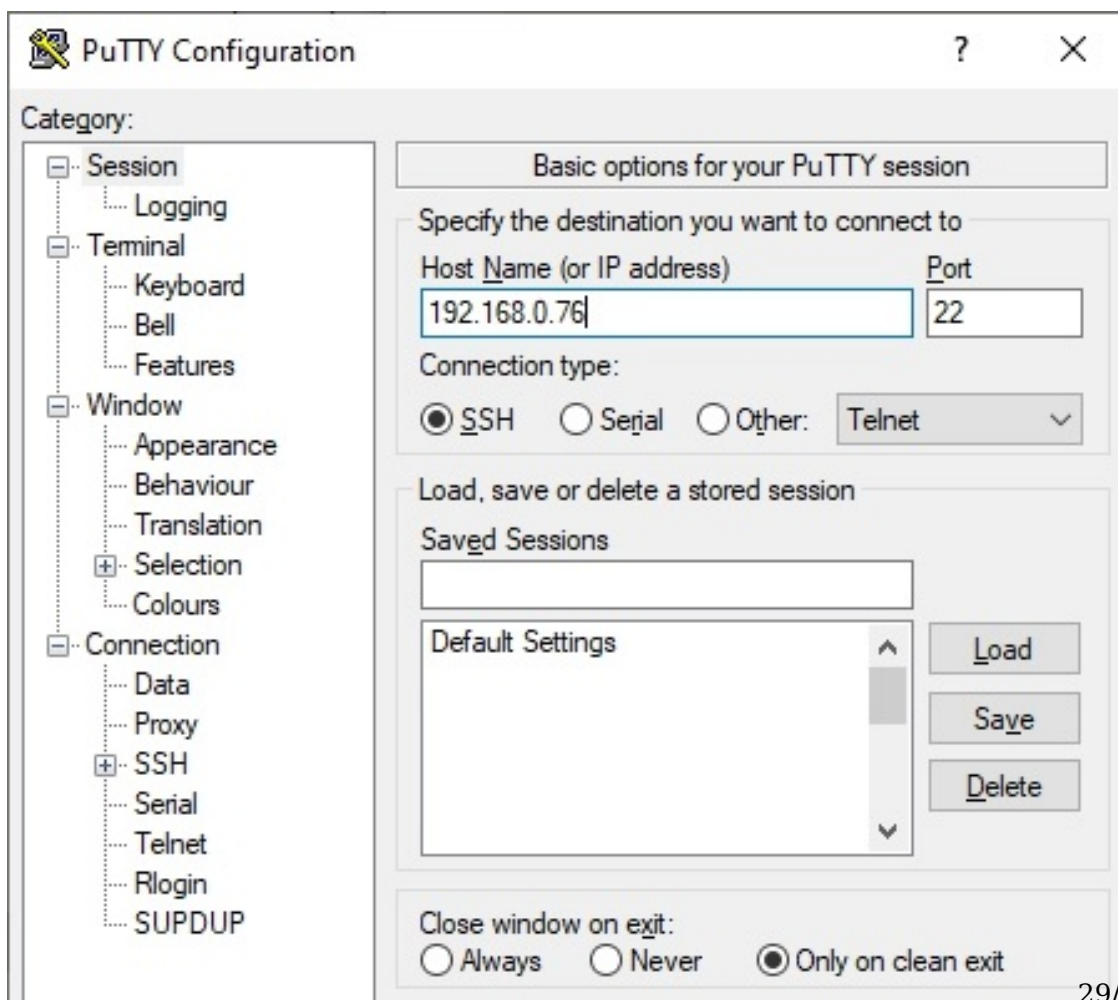 PuTTY Configuration
?
Category:
Session
Logging
Terminal
Keyboard
Bell
Features
Window
Appearance
Behaviour
Translation
Selection
Colours
Connection
Data
Proxy
SSH
Serial
Telnet
Rlogin
SUPDUP
Basic options for your PuTTY session
Specify the destination you want to connect to
Host Name (or IP address) Port
192.168.0.76 22
Connection type:
SSH Serial Other: Telnet
Load, save or delete a stored session
Saved Sessions
Default Settings
Load
Save
Delete
Close window on exit:
Always Never Only on clean exit
29/